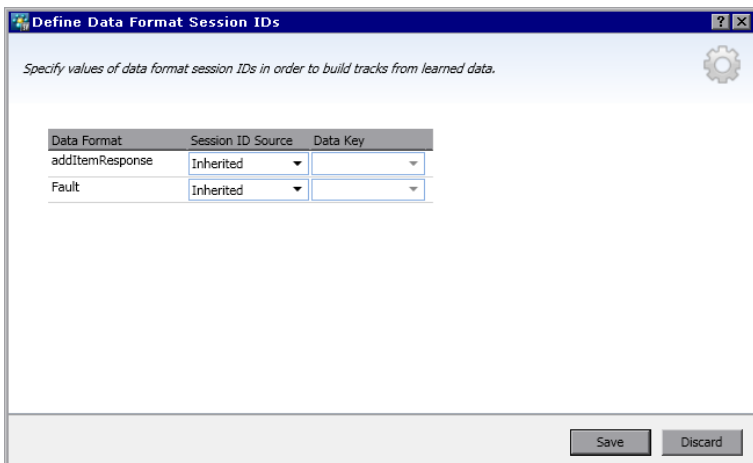 Define Data Format Session IDs
Specify values of data format session IDs in order to build tracks from learned data.
Data Format Session ID Source Data Key
addItemResponse Inherited
Fault Inherited
Save Discard